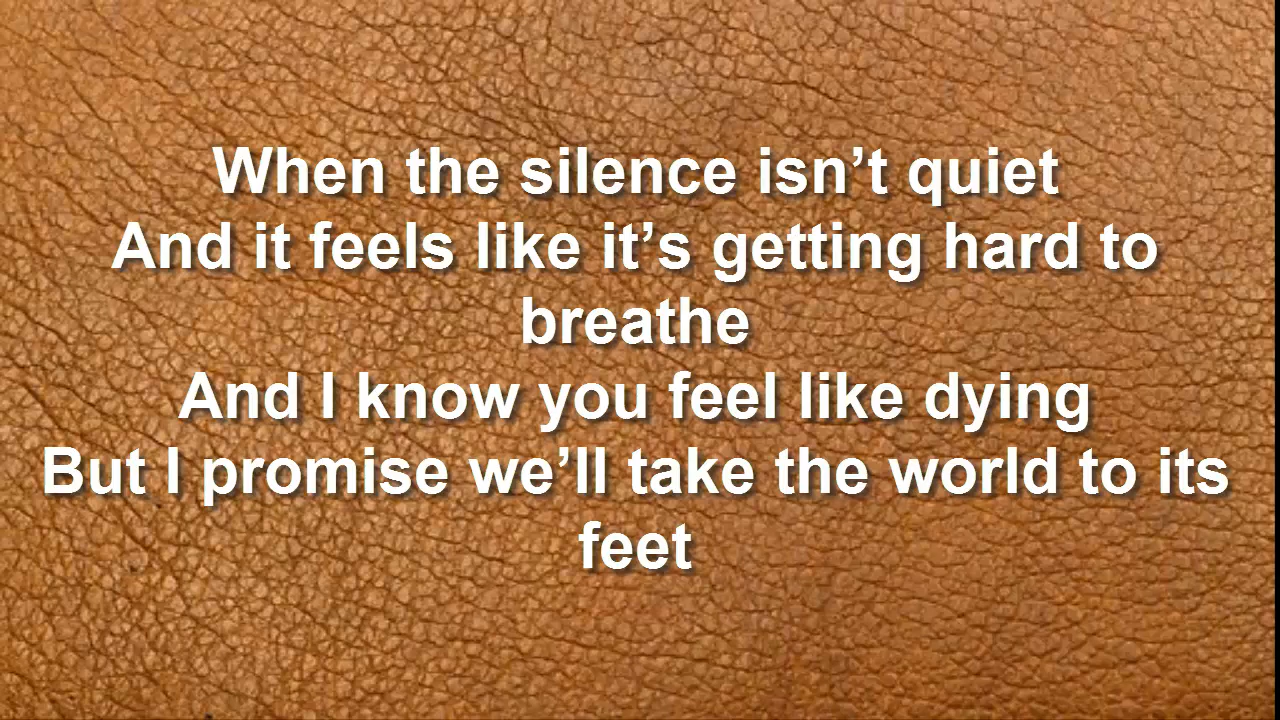 When the silence isn’t quiet
And it feels like it’s getting hard to
breathe
And I know you feel like dying
But I promise we’ll take the world to its
feet